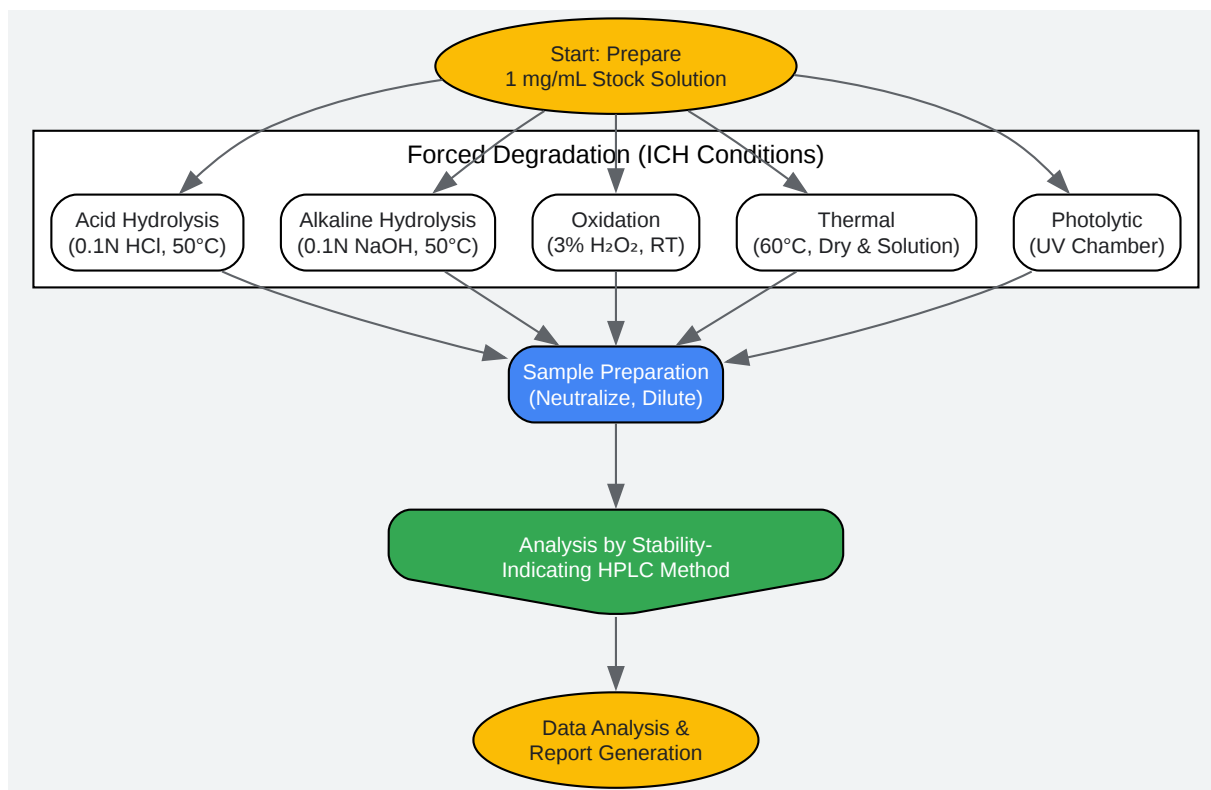 Start: Prepare
1 mg/mL Stock Solution
Forced Degradation (ICH Conditions)
Acid Hydrolysis
(0.1N HCl, 50°C)
Alkaline Hydrolysis
(0.1N NaOH, 50°C)
Oxidation
(3% H₂O₂, RT)
Thermal
(60°C, Dry & Solution)
Photolytic
(UV Chamber)
Sample Preparation
(Neutralize, Dilute)
Analysis by Stability-
Indicating HPLC Method
Data Analysis &
Report Generation